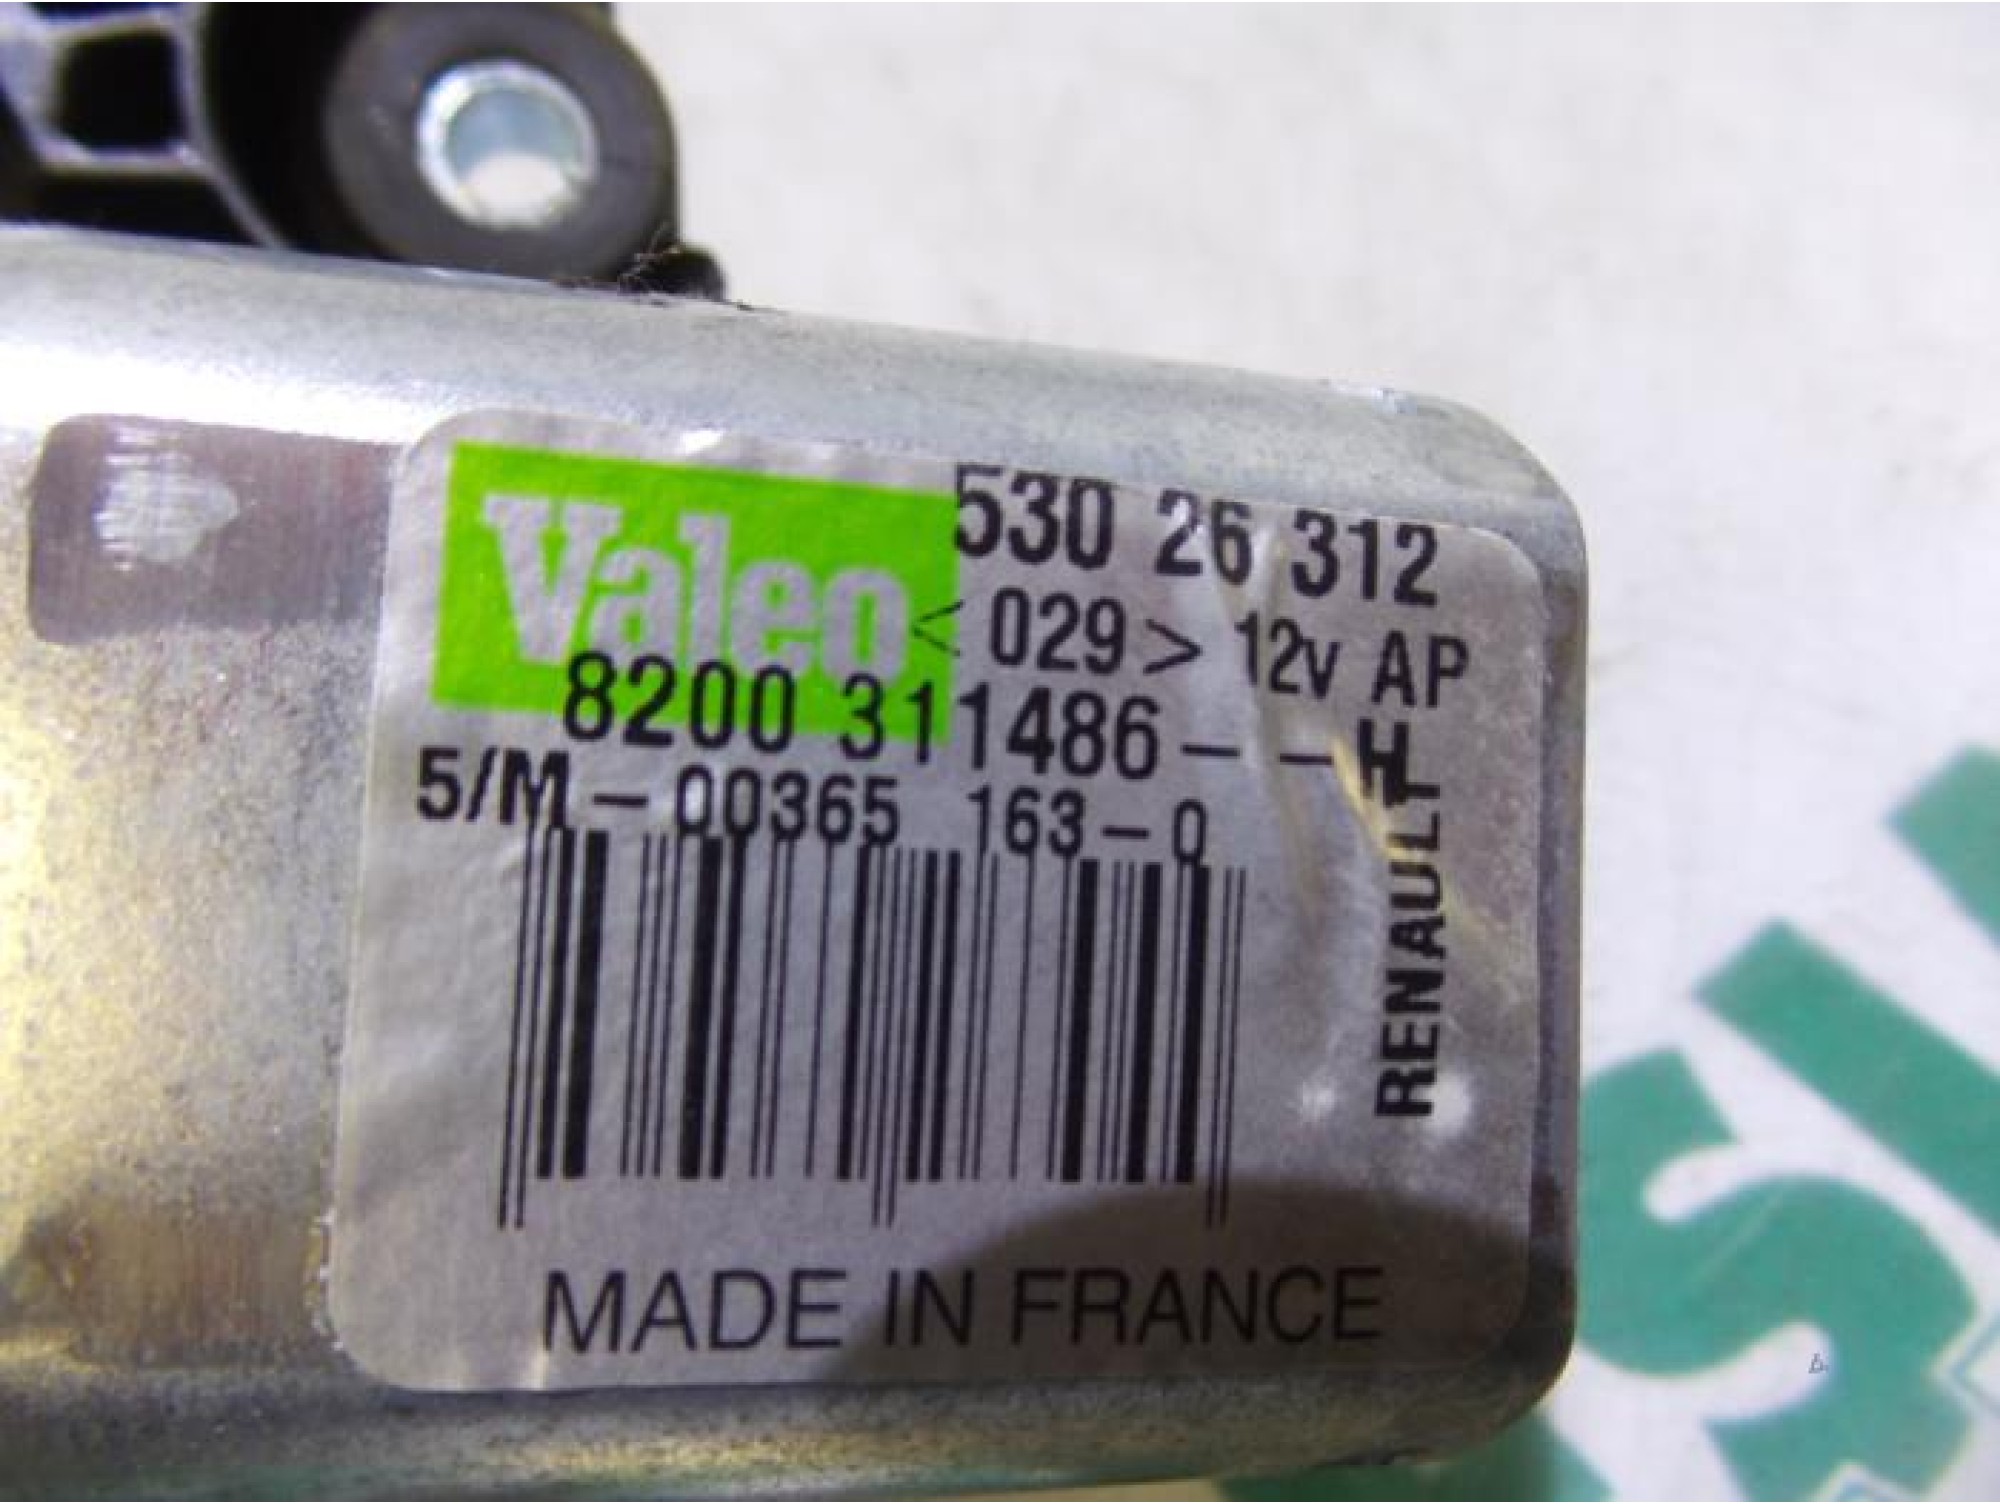 Valeo
530 26 312
< 029 > 12v AP
8200 311486 - - H
5/M - 00365 163 - 0
RENAULT
MADE IN FRANCE